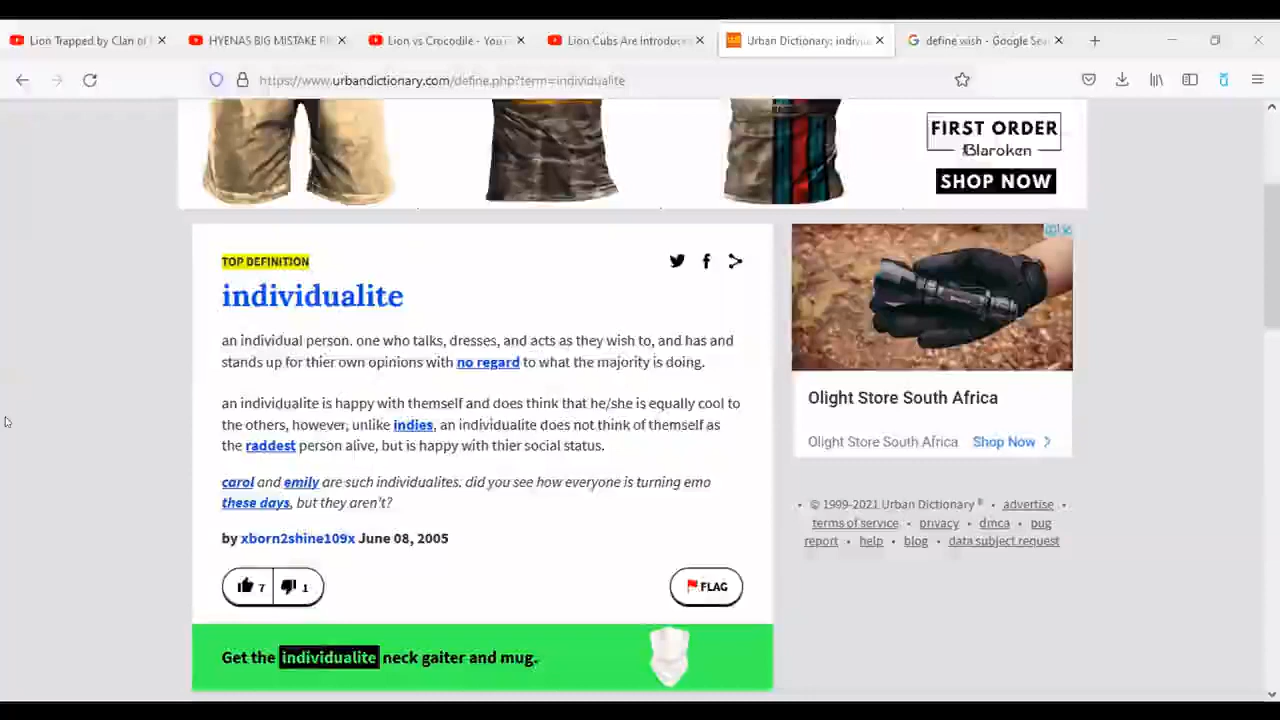 Lion Trapped by Clan of
HYENAS BIG MISTAKE
Lion vs Crocodile - You
Lion Cubs Are Introduce
Urban Dictionary: indiv
define wish - Google Sea
https://www.urbandictionary.com/define.php?term=individualite
FIRST ORDER
Blaroken
SHOP NOW
TOP DEFINITION
individualite
an individual person. one who talks, dresses, and acts as they wish to, and has and
stands up for thier own opinions with no regard to what the majority is doing.
an individualite is happy with themself and does think that he/she is equally cool to
the others, however, unlike indies, an individualite does not think of themself as
the raddest person alive, but is happy with thier social status.
carol and emily are such individualites. did you see how everyone is turning emo
these days, but they aren't?
by xborn2shine109x June 08, 2005
7 1
FLAG
Get the individualite neck gaiter and mug.
Olight Store South Africa
Olight Store South Africa Shop Now
• © 1999-2021 Urban Dictionary ® • advertise •
terms of service • privacy • dmca • bug
report • help • blog • data subject request